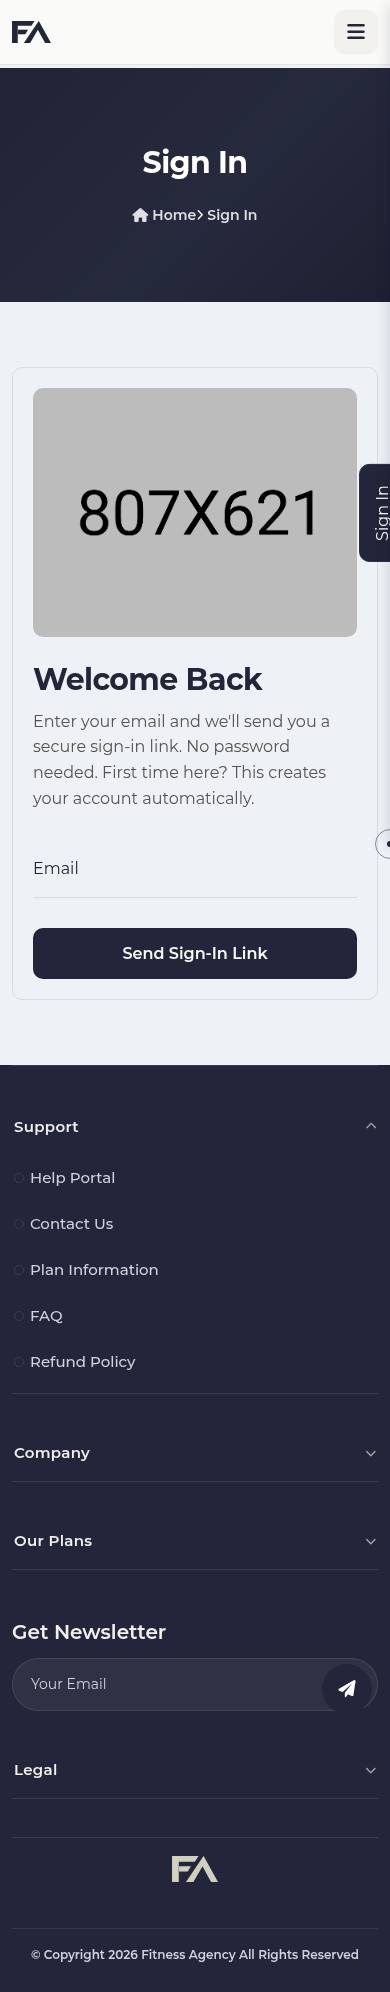 FA
Sign In
Home > Sign In
807X621
Sign In
Welcome Back
Enter your email and we'll send you a
secure sign-in link. No password
needed. First time here? This creates
your account automatically.
Email
Send Sign-In Link
Support
Help Portal
Contact Us
Plan Information
FAQ
Refund Policy
Company
Our Plans
Get Newsletter
Your Email
Legal
FA
© Copyright 2026 Fitness Agency All Rights Reserved